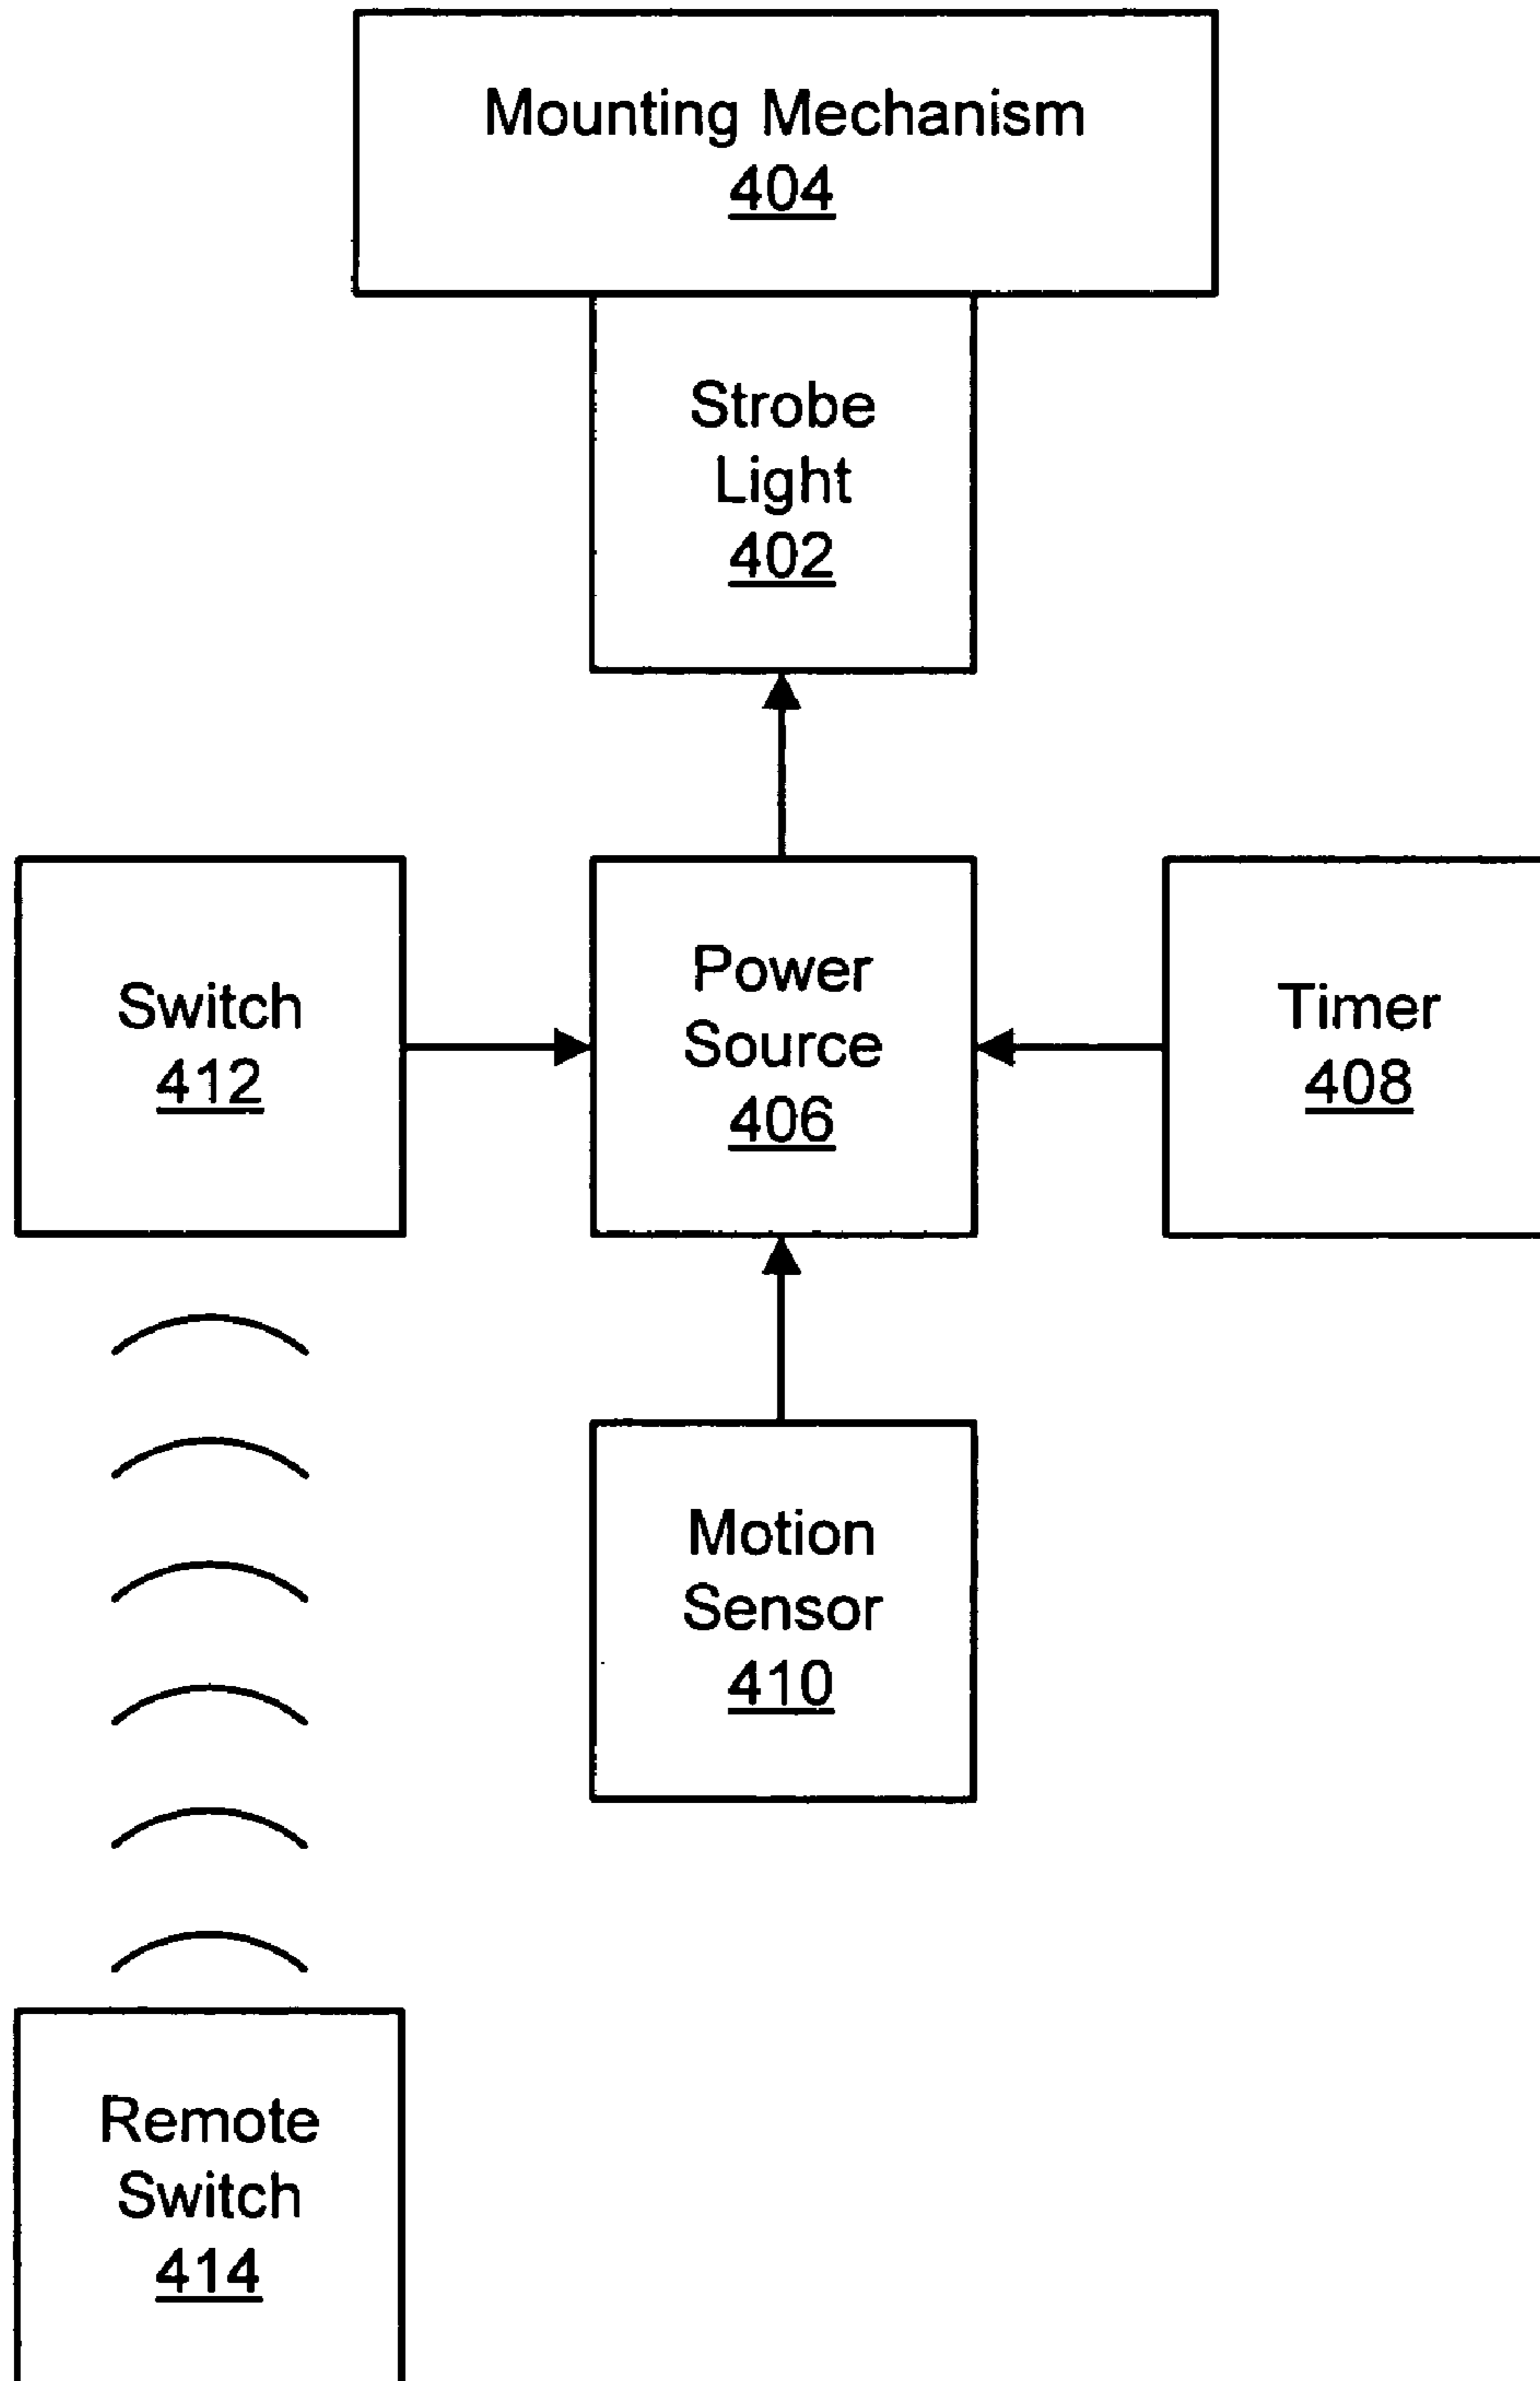 Mounting Mechanism
404
Strobe
Light
402
Switch
412
Power
Source
406
Timer
408
Motion
Sensor
410
Remote
Switch
414